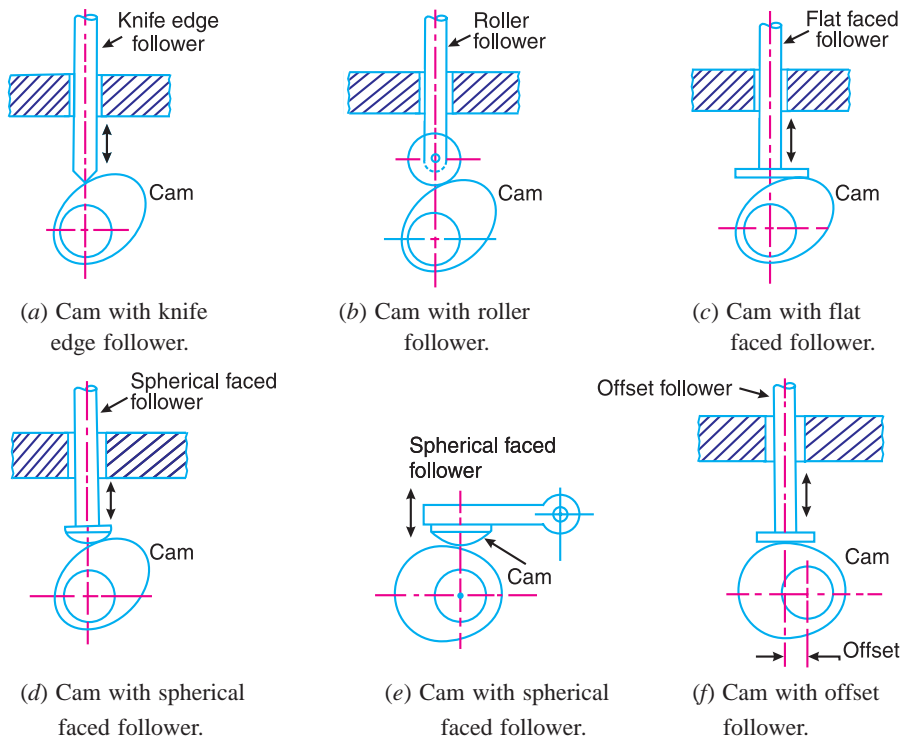 Knife edge
follower
Cam
(a) Cam with knife
edge follower.
Roller
follower
Cam
(b) Cam with roller
follower.
Flat faced
follower
Cam
(c) Cam with flat
faced follower.
Spherical faced
follower
Cam
(d) Cam with spherical
faced follower.
Spherical faced
follower
Cam
(e) Cam with spherical
faced follower.
Offset follower
Cam
Offset
(f) Cam with offset
follower.